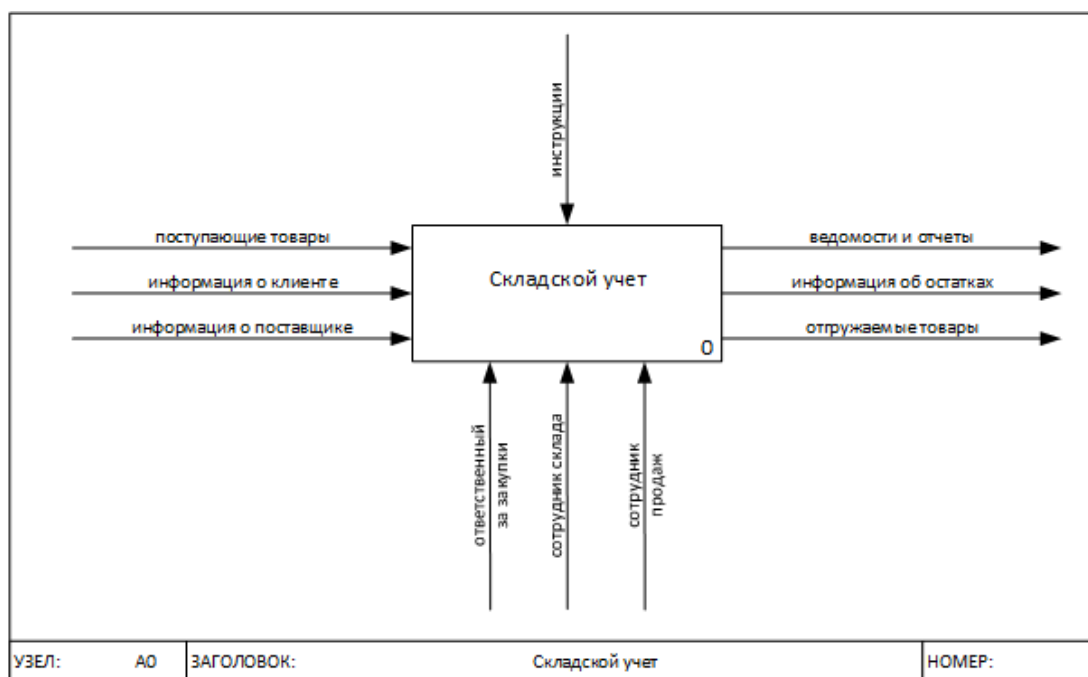 инструкции
поступающие товары
информация о клиенте
информация о поставщике
Складской учет
0
ведомости и отчеты
информация об остатках
отгружаемые товары
ответственный
за закупки
сотрудник склада
сотрудник
продаж
УЗЕЛ: A0 ЗАГОЛОВОК: Складской учет НОМЕР: